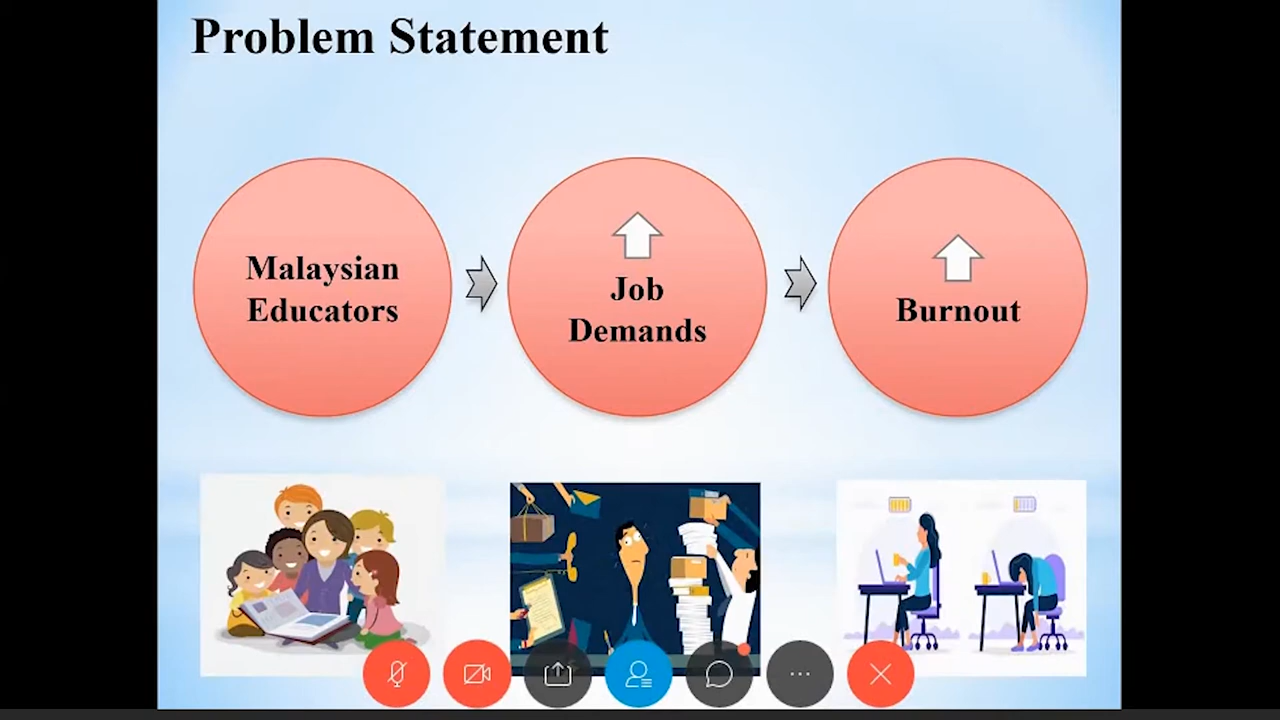 Problem Statement
Malaysian
Educators
Job
Demands
Burnout